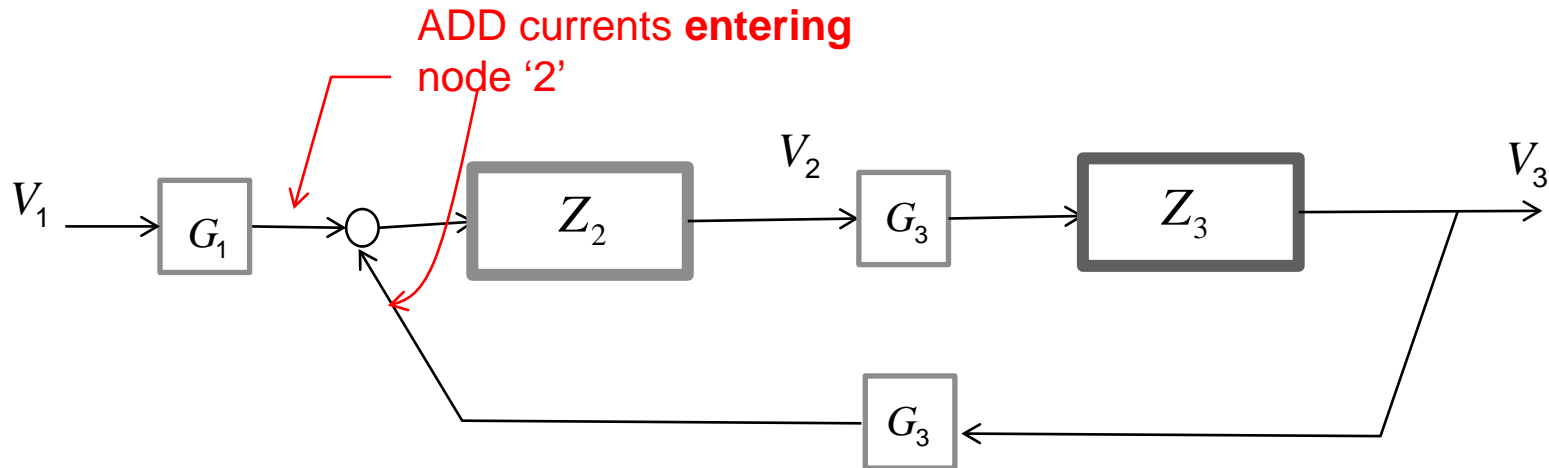 ADD currents entering
node ‘2’
V₁
G₁
Z₂
V₂
G₃
Z₃
V₃
G₃